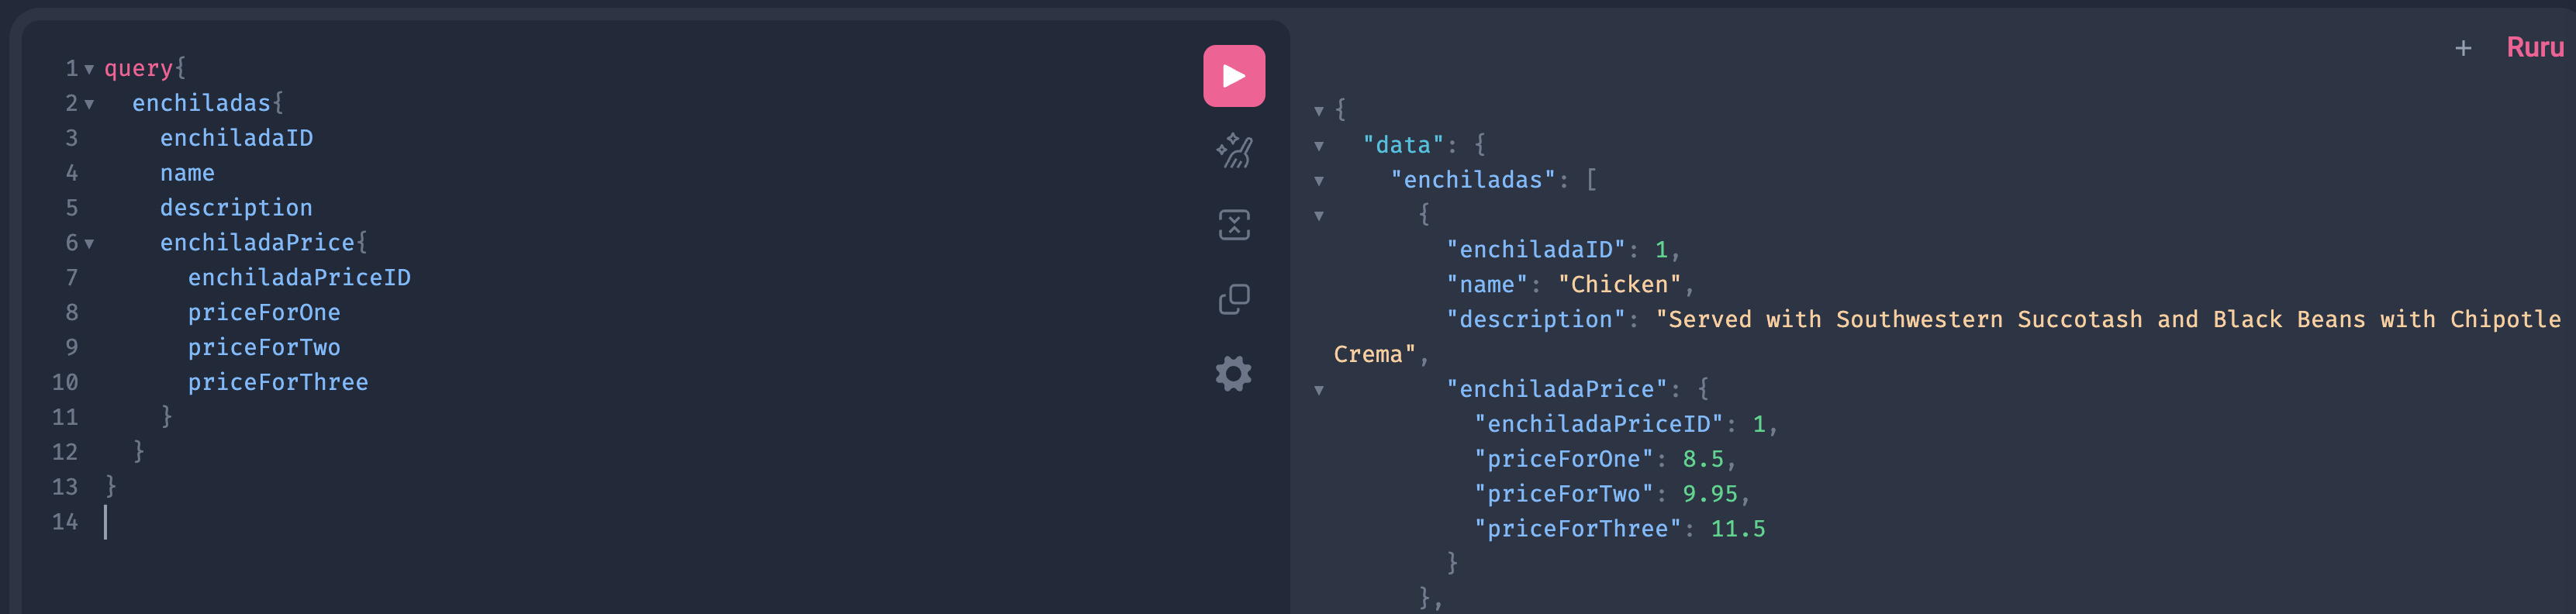 1 query{
2 enchiladas{
3 enchiladaID
4 name
5 description
6 enchiladaPrice{
7 enchiladaPriceID
8 priceForOne
9 priceForTwo
10 priceForThree
11 }
12 }
13 }
14
+ Ruru
{
"data": {
"enchiladas": [
{
"enchiladaID": 1,
"name": "Chicken",
"description": "Served with Southwestern Succotash and Black Beans with Chipotle
Crema",
"enchiladaPrice": {
"enchiladaPriceID": 1,
"priceForOne": 8.5,
"priceForTwo": 9.95,
"priceForThree": 11.5
}
},